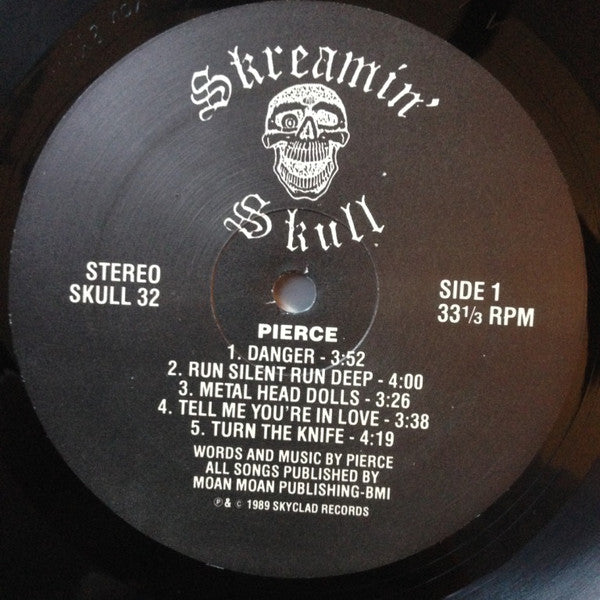 Skreamin'
Skull
STEREO
SKULL 32
SIDE 1
33 1/3 RPM
PIERCE
1. DANGER - 3:52
2. RUN SILENT RUN DEEP - 4:00
3. METAL HEAD DOLLS - 3:26
4. TELL ME YOU'RE IN LOVE - 3:38
5. TURN THE KNIFE - 4:19
WORDS AND MUSIC BY PIERCE
ALL SONGS PUBLISHED BY
MOAN MOAN PUBLISHING-BMI
℗ & © 1989 SKYCLAD RECORDS